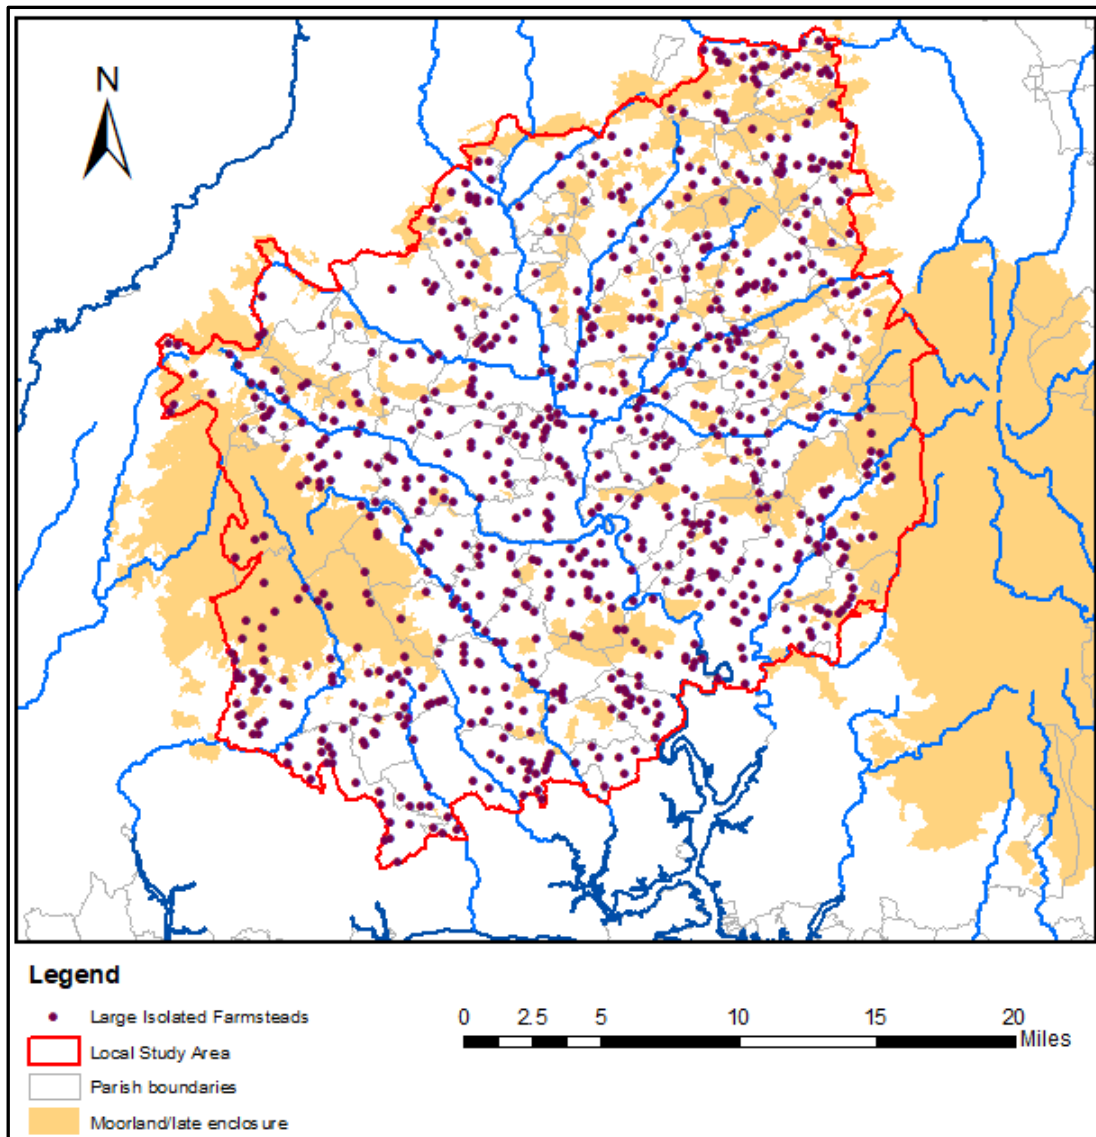 N
Legend
Large Isolated Farmsteads
Local Study Area
Parish boundaries
Moorland/late enclosure
0 2.5 5 10 15 20
Miles